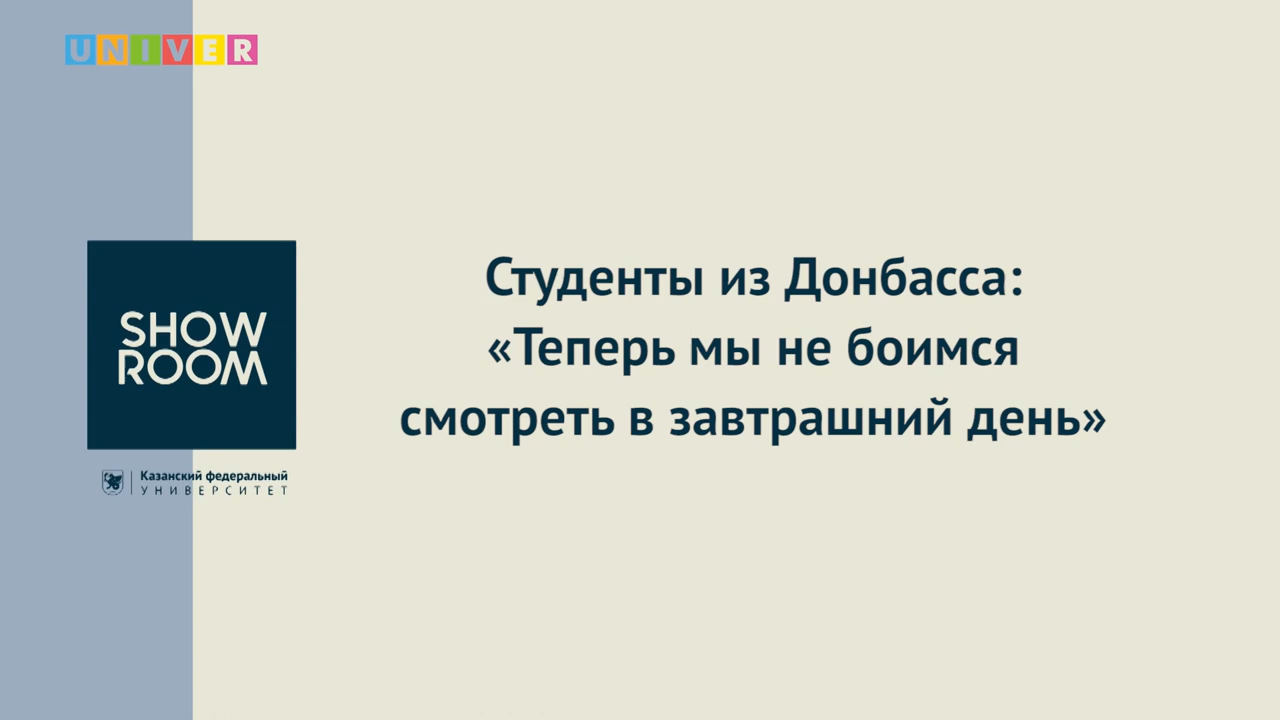 UNIVER
SHOW
ROOM
Казанский федеральный
УНИВЕРСИТЕТ
Студенты из Донбасса:
«Теперь мы не боимся
смотреть в завтрашний день»